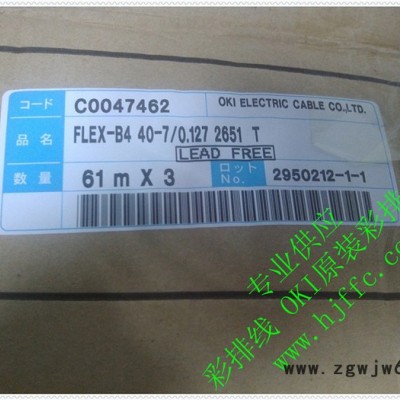 コード C0047462 OKI ELECTRIC CABLE CO.,LTD.
品名 FLEX-B4 40-7/0.127 2651 T
LEAD FREE
数量 61 m X 3 ロット No. 2950212-1-1
专业供应
彩排线 OKI原装彩排
www.hjffc.com
www.zgwjw6